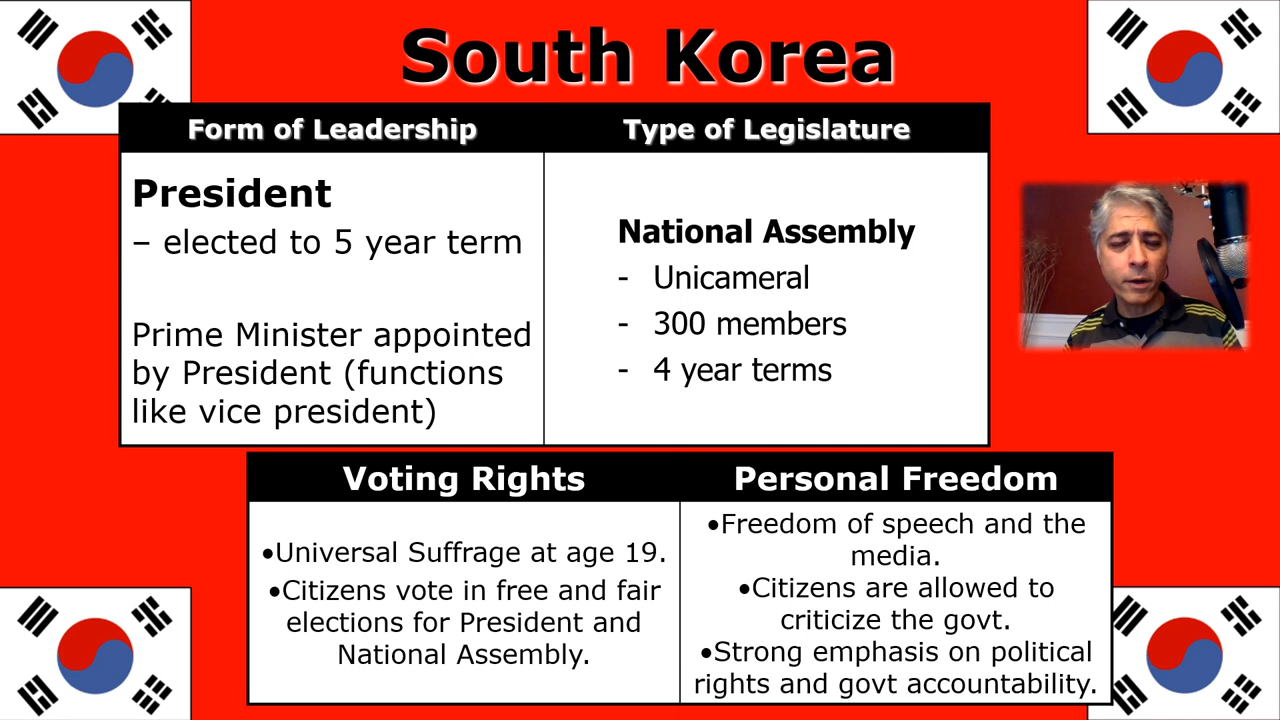 South Korea
Form of Leadership
Type of Legislature
President
– elected to 5 year term
Prime Minister appointed
by President (functions
like vice president)
National Assembly
- Unicameral
- 300 members
- 4 year terms
Voting Rights
Personal Freedom
•Universal Suffrage at age 19.
•Citizens vote in free and fair
elections for President and
National Assembly.
•Freedom of speech and the
media.
•Citizens are allowed to
criticize the govt.
•Strong emphasis on political
rights and govt accountability.